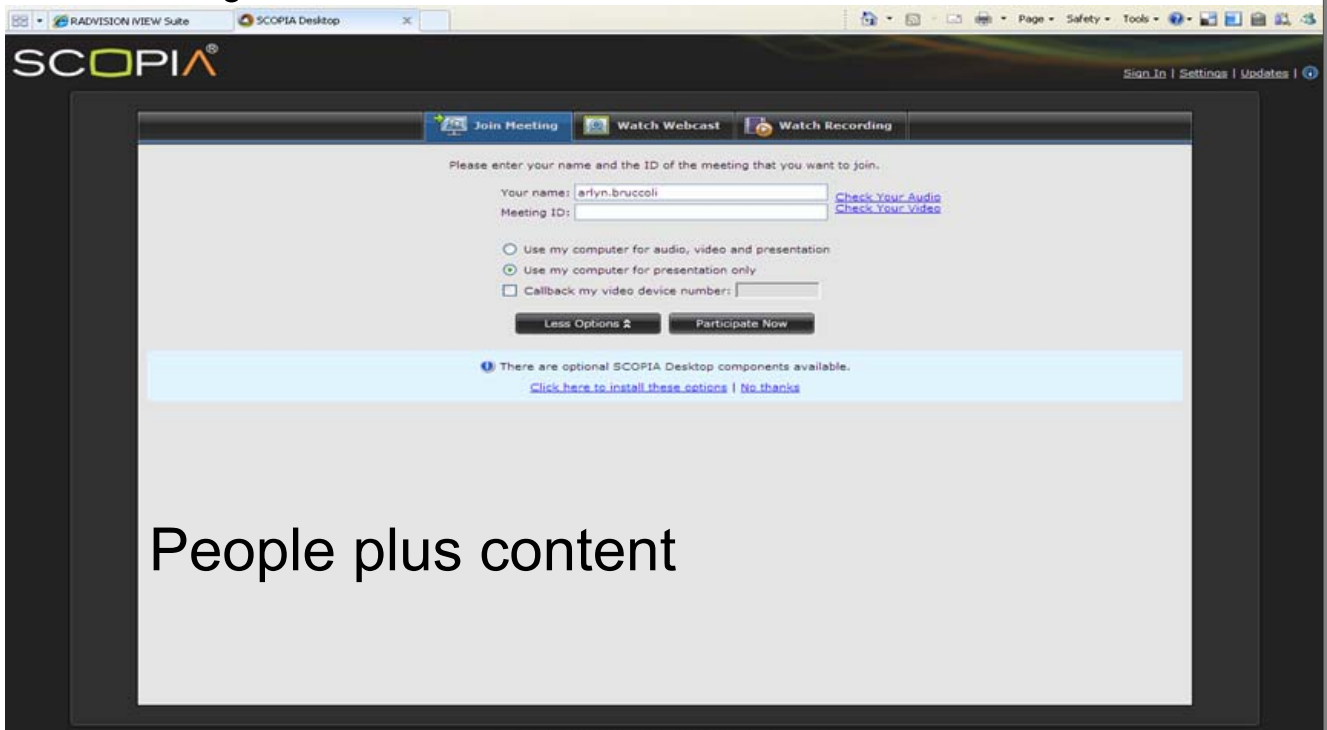 RADVISION iVIEW Suite SCOPIA Desktop Page Safety Tools
SCOPIA®
Sign In | Settings | Updates |
Join Meeting Watch Webcast Watch Recording
Please enter your name and the ID of the meeting that you want to join.
Your name: arlyn.bruccoli Check Your Audio
Meeting ID: Check Your Video
Use my computer for audio, video and presentation
Use my computer for presentation only
Callback my video device number:
Less Options Participate Now
There are optional SCOPIA Desktop components available.
Click here to install these options | No thanks
People plus content